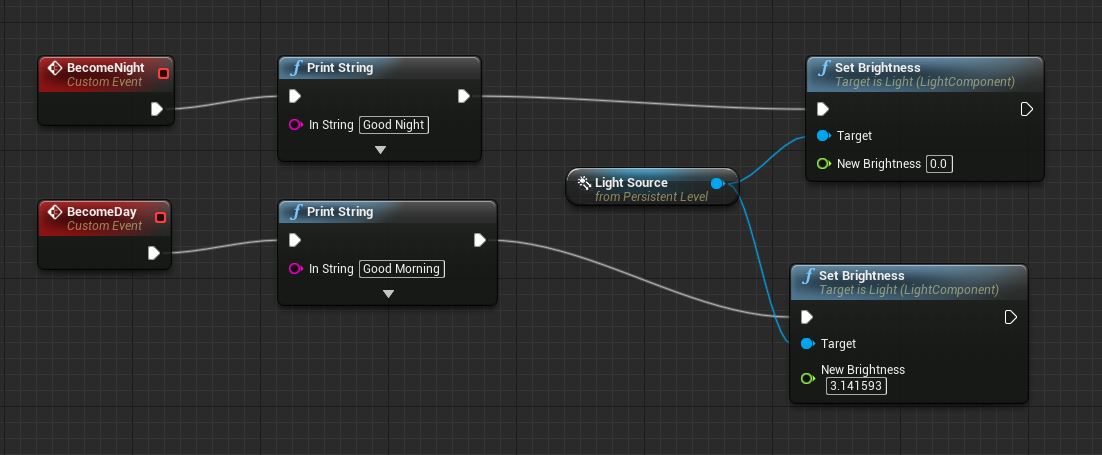 BecomeNight
Custom Event
Print String
In String Good Night
Set Brightness
Target is Light (LightComponent)
Target
New Brightness 0.0
Light Source
from Persistent Level
BecomeDay
Custom Event
Print String
In String Good Morning
Set Brightness
Target is Light (LightComponent)
Target
New Brightness
3.141593